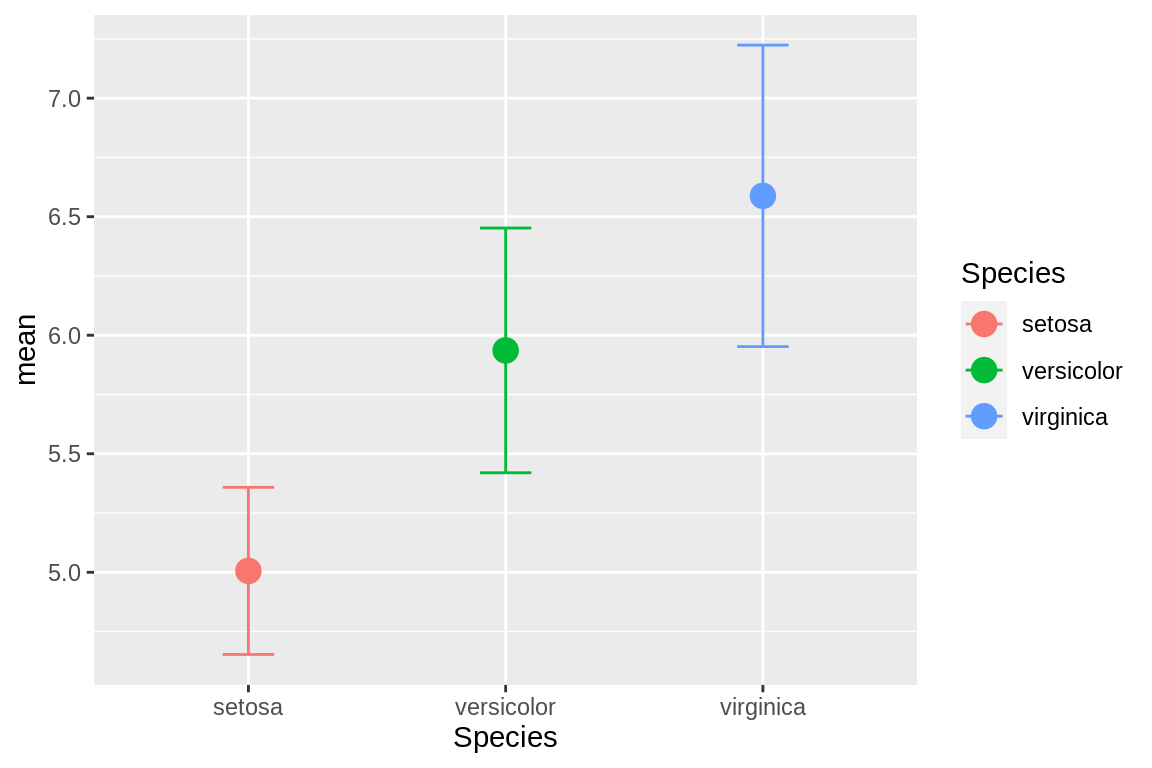 mean
7.0
6.5
6.0
5.5
5.0
setosa versicolor virginica
Species
Species
setosa
versicolor
virginica